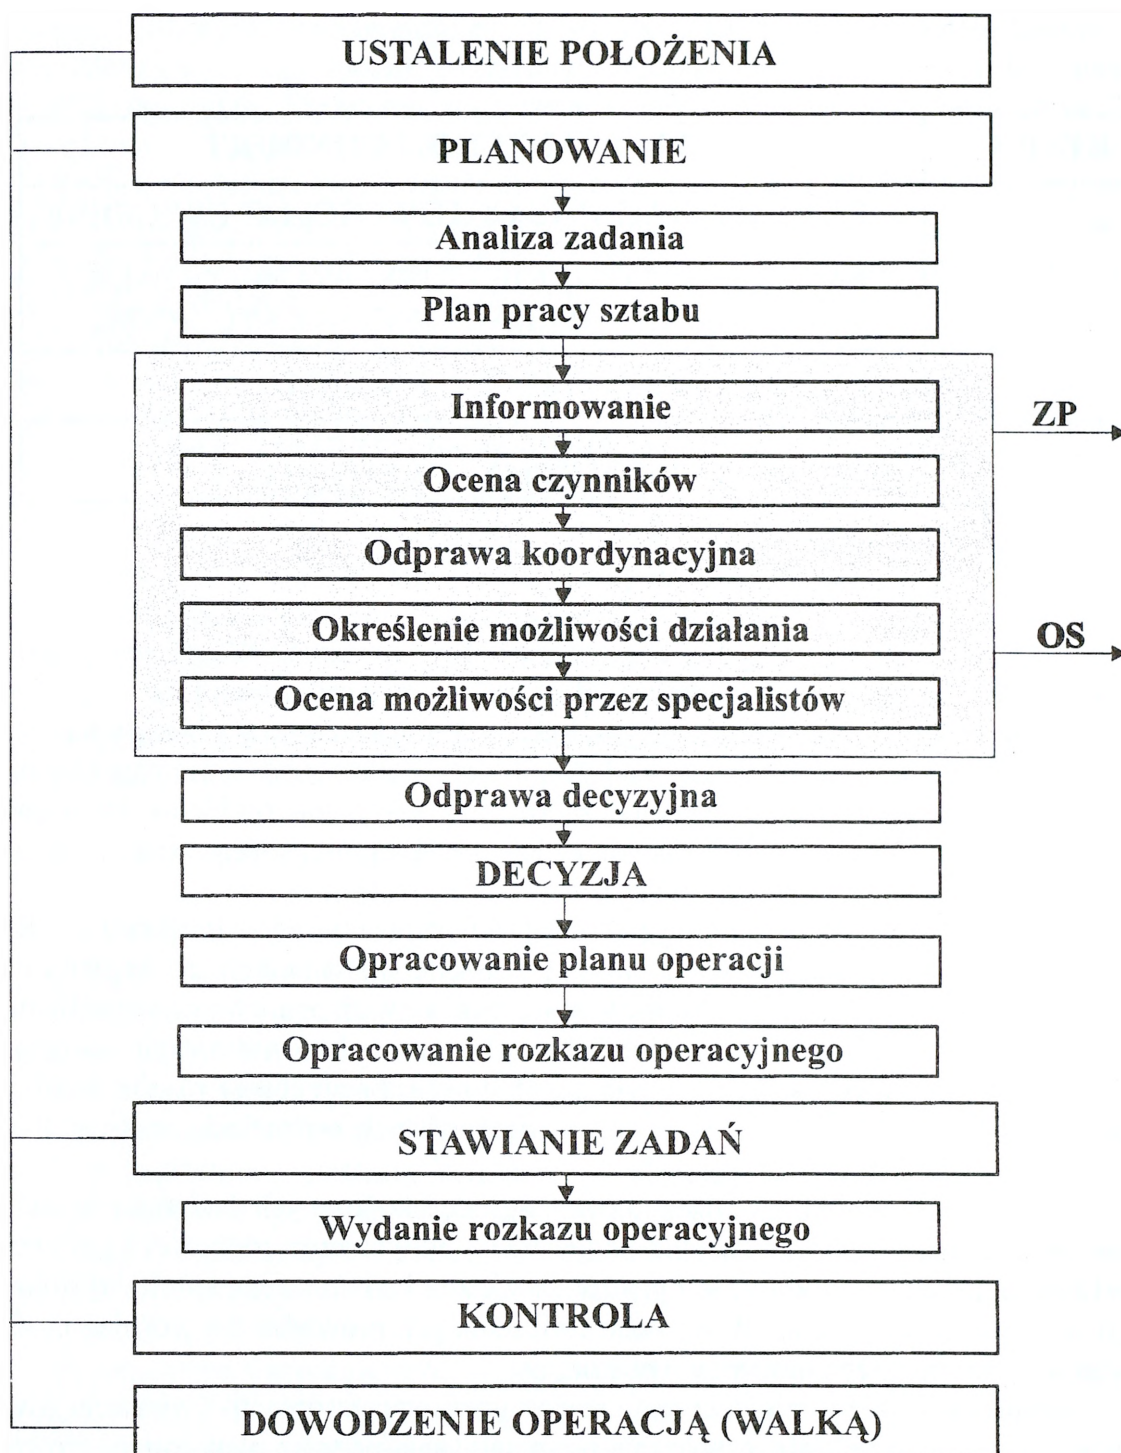 USTALENIE POŁOŻENIA
PLANOWANIE
Analiza zadania
Plan pracy sztabu
Informowanie
ZP
Ocena czynników
Odprawa koordynacyjna
Określenie możliwości działania
OS
Ocena możliwości przez specjalistów
Odprawa decyzyjna
DECYZJA
Opracowanie planu operacji
Opracowanie rozkazu operacyjnego
STAWIANIE ZADAŃ
Wydanie rozkazu operacyjnego
KONTROLA
DOWODZENIE OPERACJĄ (WALKĄ)